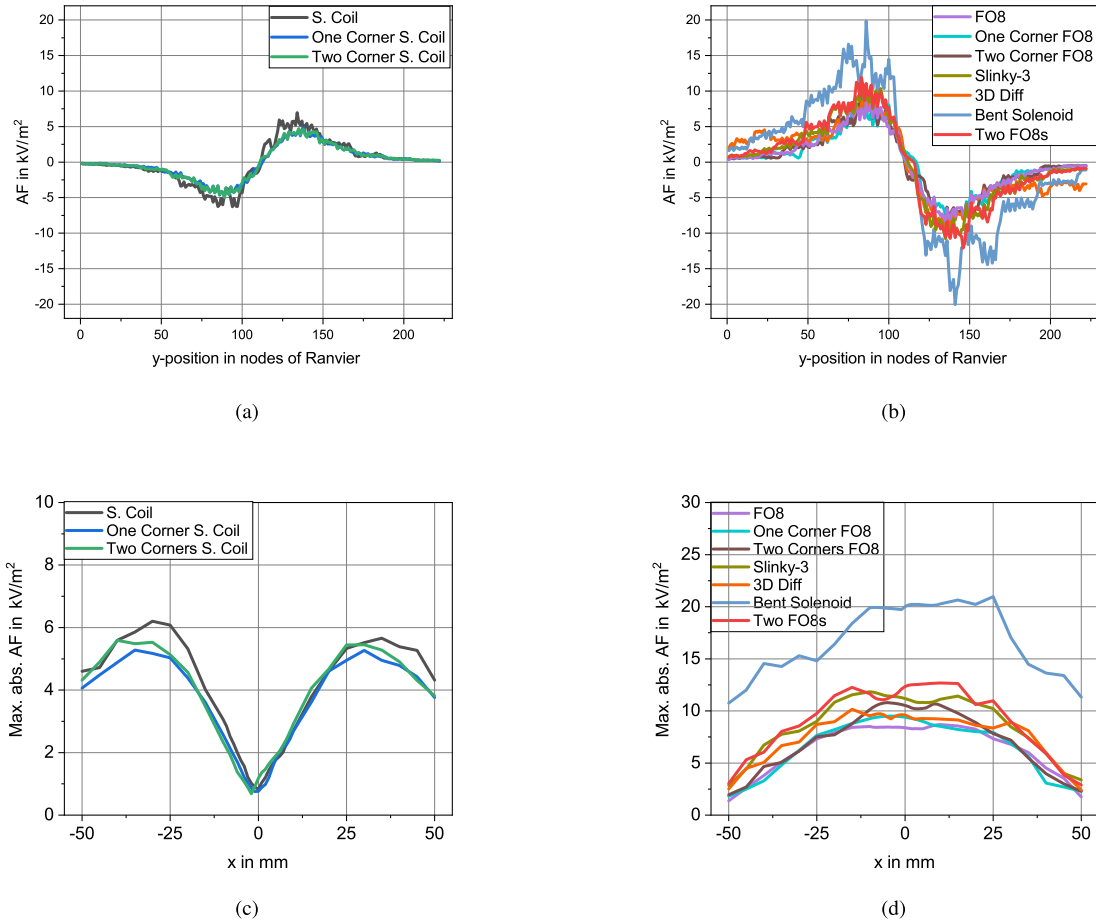 20
15
10
5
0
-5
-10
-15
-20
AF in kV/m²
S. Coil
One Corner S. Coil
Two Corner S. Coil
0 50 100 150 200
y-position in nodes of Ranvier
(a)
20
15
10
5
0
-5
-10
-15
-20
AF in kV/m²
FO8
One Corner FO8
Two Corner FO8
Slinky-3
3D Diff
Bent Solenoid
Two FO8s
0 50 100 150 200
y-position in nodes of Ranvier
(b)
10
8
6
4
2
0
Max. abs. AF in kV/m²
S. Coil
One Corner S. Coil
Two Corners S. Coil
-50 -25 0 25 50
x in mm
(c)
30
25
20
15
10
5
0
Max. abs. AF in kV/m²
FO8
One Corner FO8
Two Corners FO8
Slinky-3
3D Diff
Bent Solenoid
Two FO8s
-50 -25 0 25 50
x in mm
(d)